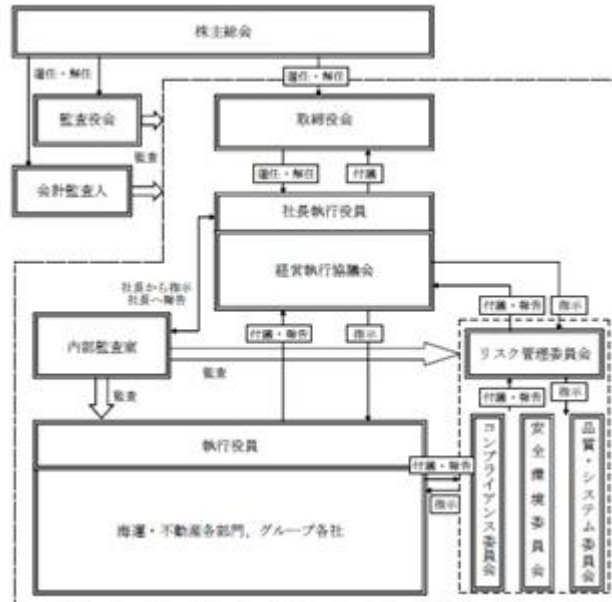 株主総会
選任・解任
選任・解任
監査役会
取締役会
監査
選任・解任
付議
会計監査人
社長執行役員
経営執行協議会
社長から指示
社長へ報告
付議・報告
指示
内部監査室
付議・報告
指示
リスク管理委員会
監査
監査
付議・報告
指示
執行役員
付議・報告
指示
海運・不動産各部門、グループ各社
コンプライアンス委員会
安全環境委員会
品質・システム委員会